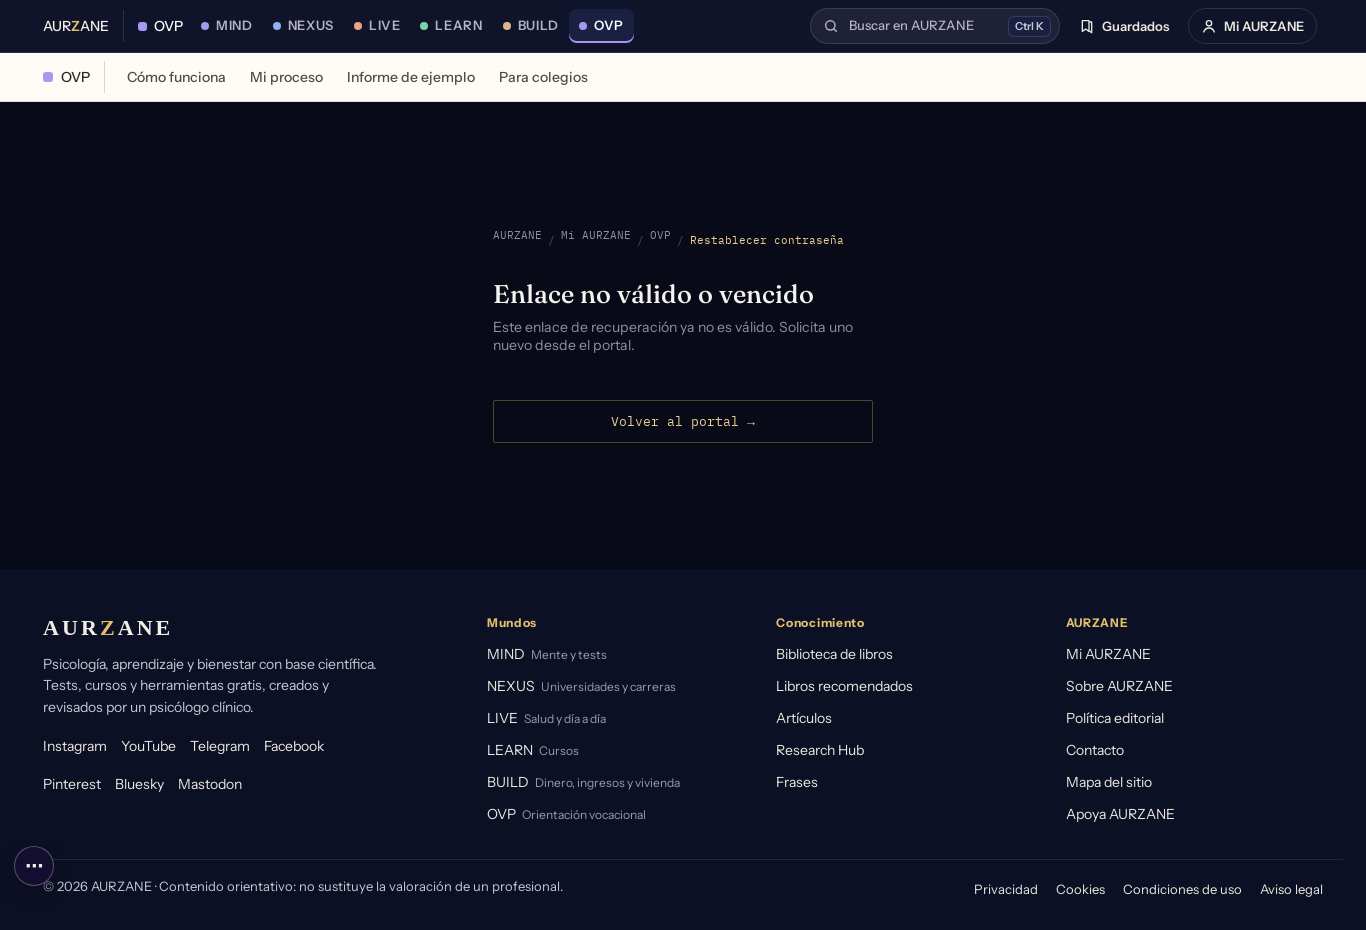 AURZANE OVP MIND NEXUS LIVE LEARN BUILD OVP Buscar en AURZANE Ctrl K Guardados Mi AURZANE
OVP Cómo funciona Mi proceso Informe de ejemplo Para colegios
AURZANE / Mi AURZANE / OVP / Restablecer contraseña
Enlace no válido o vencido
Este enlace de recuperación ya no es válido. Solicita uno
nuevo desde el portal.
Volver al portal →
AURZANE
Psicología, aprendizaje y bienestar con base científica.
Tests, cursos y herramientas gratis, creados y
revisados por un psicólogo clínico.
Instagram YouTube Telegram Facebook
Pinterest Bluesky Mastodon
Mundos
MIND Mente y tests
NEXUS Universidades y carreras
LIVE Salud y día a día
LEARN Cursos
BUILD Dinero, ingresos y vivienda
OVP Orientación vocacional
Conocimiento
Biblioteca de libros
Libros recomendados
Artículos
Research Hub
Frases
AURZANE
Mi AURZANE
Sobre AURZANE
Política editorial
Contacto
Mapa del sitio
Apoya AURZANE
© 2026 AURZANE · Contenido orientativo: no sustituye la valoración de un profesional.
Privacidad Cookies Condiciones de uso Aviso legal